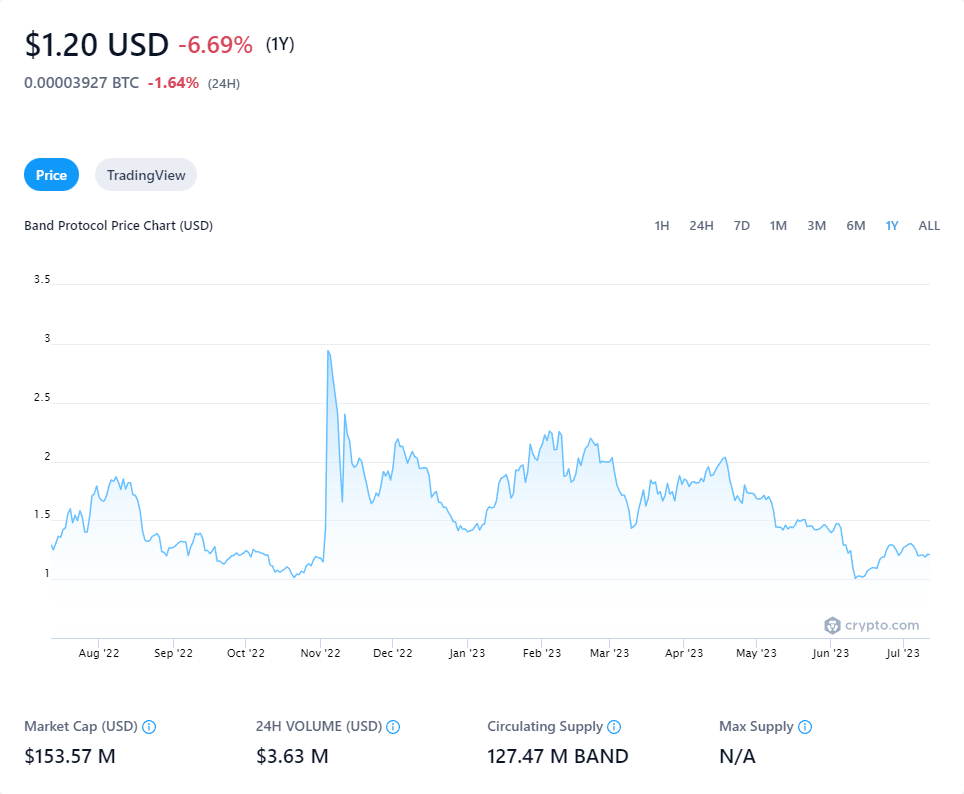 $1.20 USD -6.69% (1Y)
0.00003927 BTC -1.64% (24H)
Price TradingView
Band Protocol Price Chart (USD) 1H 24H 7D 1M 3M 6M 1Y ALL
3.5
3
2.5
2
1.5
1
crypto.com
Aug '22 Sep '22 Oct '22 Nov '22 Dec '22 Jan '23 Feb '23 Mar '23 Apr '23 May '23 Jun '23 Jul '23
Market Cap (USD) 24H VOLUME (USD) Circulating Supply Max Supply
$153.57 M $3.63 M 127.47 M BAND N/A